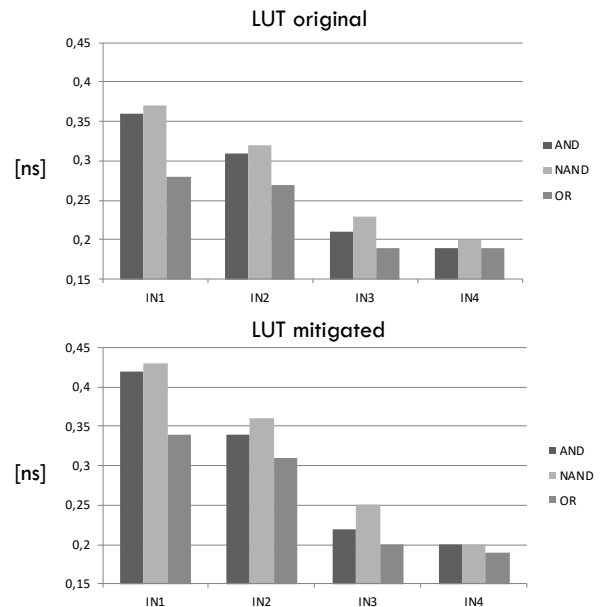 LUT original
0,45
0,4
0,35
[ns]
0,3
0,25
0,2
0,15
IN1 IN2 IN3 IN4
AND
NAND
OR
LUT mitigated
0,45
0,4
0,35
[ns]
0,3
0,25
0,2
0,15
IN1 IN2 IN3 IN4
AND
NAND
OR